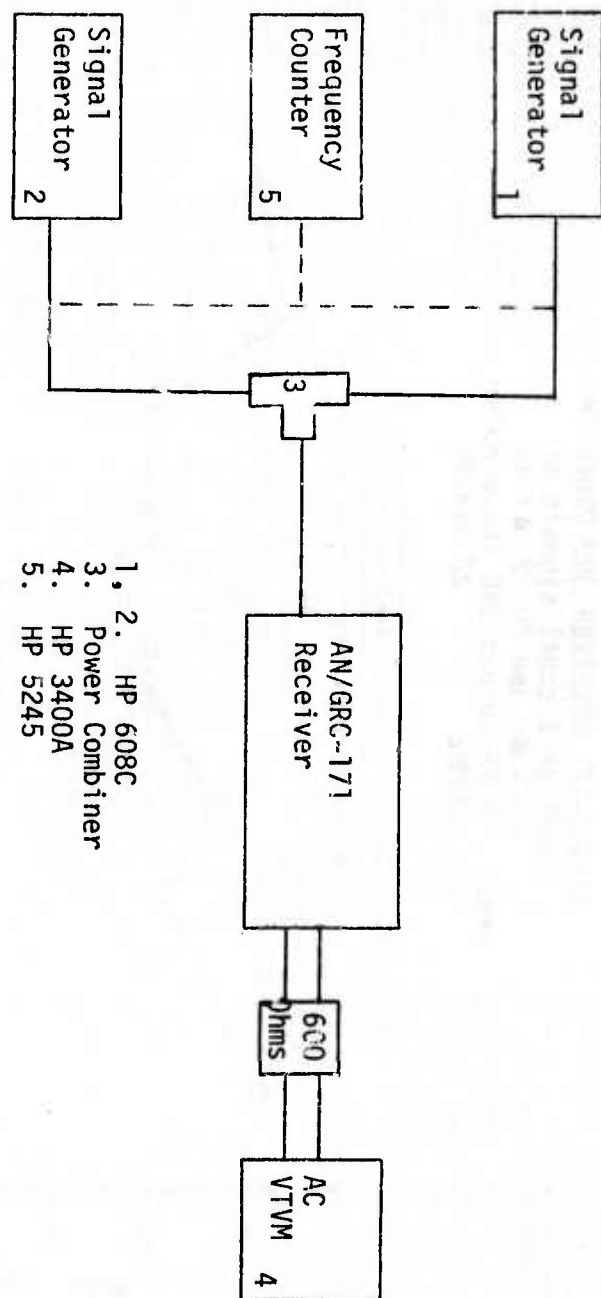 Signal
Generator
1
Frequency
Counter
5
Signal
Generator
2
3
AN/GRC-171
Receiver
600
Ohms
AC
VTVM
4
1, 2. HP 608C
3. Power Combiner
4. HP 3400A
5. HP 5245